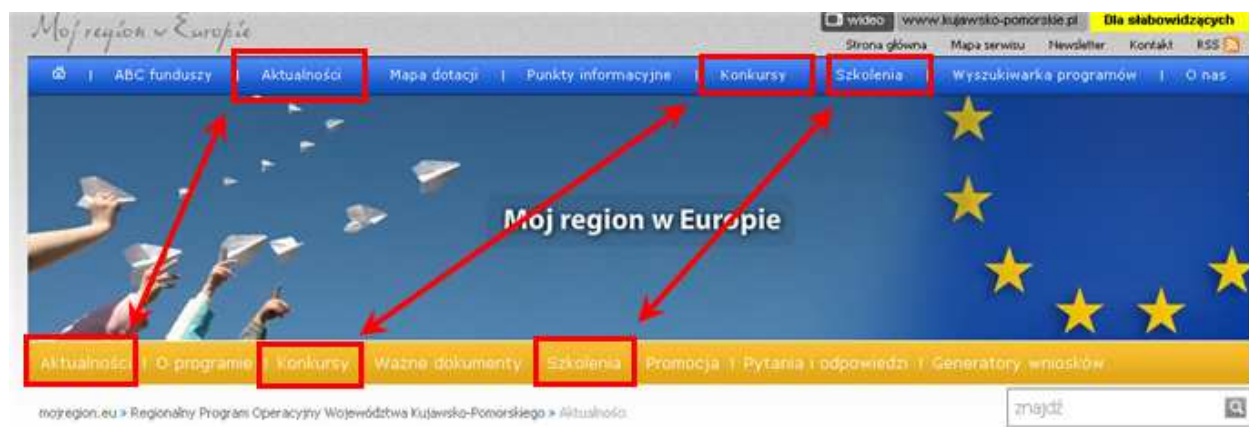 Moj region w Europie
wideo www.kujawsko-pomorskie.pl Dla słabowidzących
Strona główna Mapa serwisu Newsletter Kontakt RSS
| ABC funduszy | Aktualności Mapa dotacji | Punkty informacyjne | Konkursy Szkolenia | Wyszukiwarka programów | O nas
Moj region w Europie
Aktualności | O programie | Konkursy Ważne dokumenty Szkolenia Promocja | Pytania i odpowiedzi | Generatory wniosków
mojregion.eu » Regionalny Program Operacyjny Województwa Kujawsko-Pomorskiego » Aktualności
znajdź